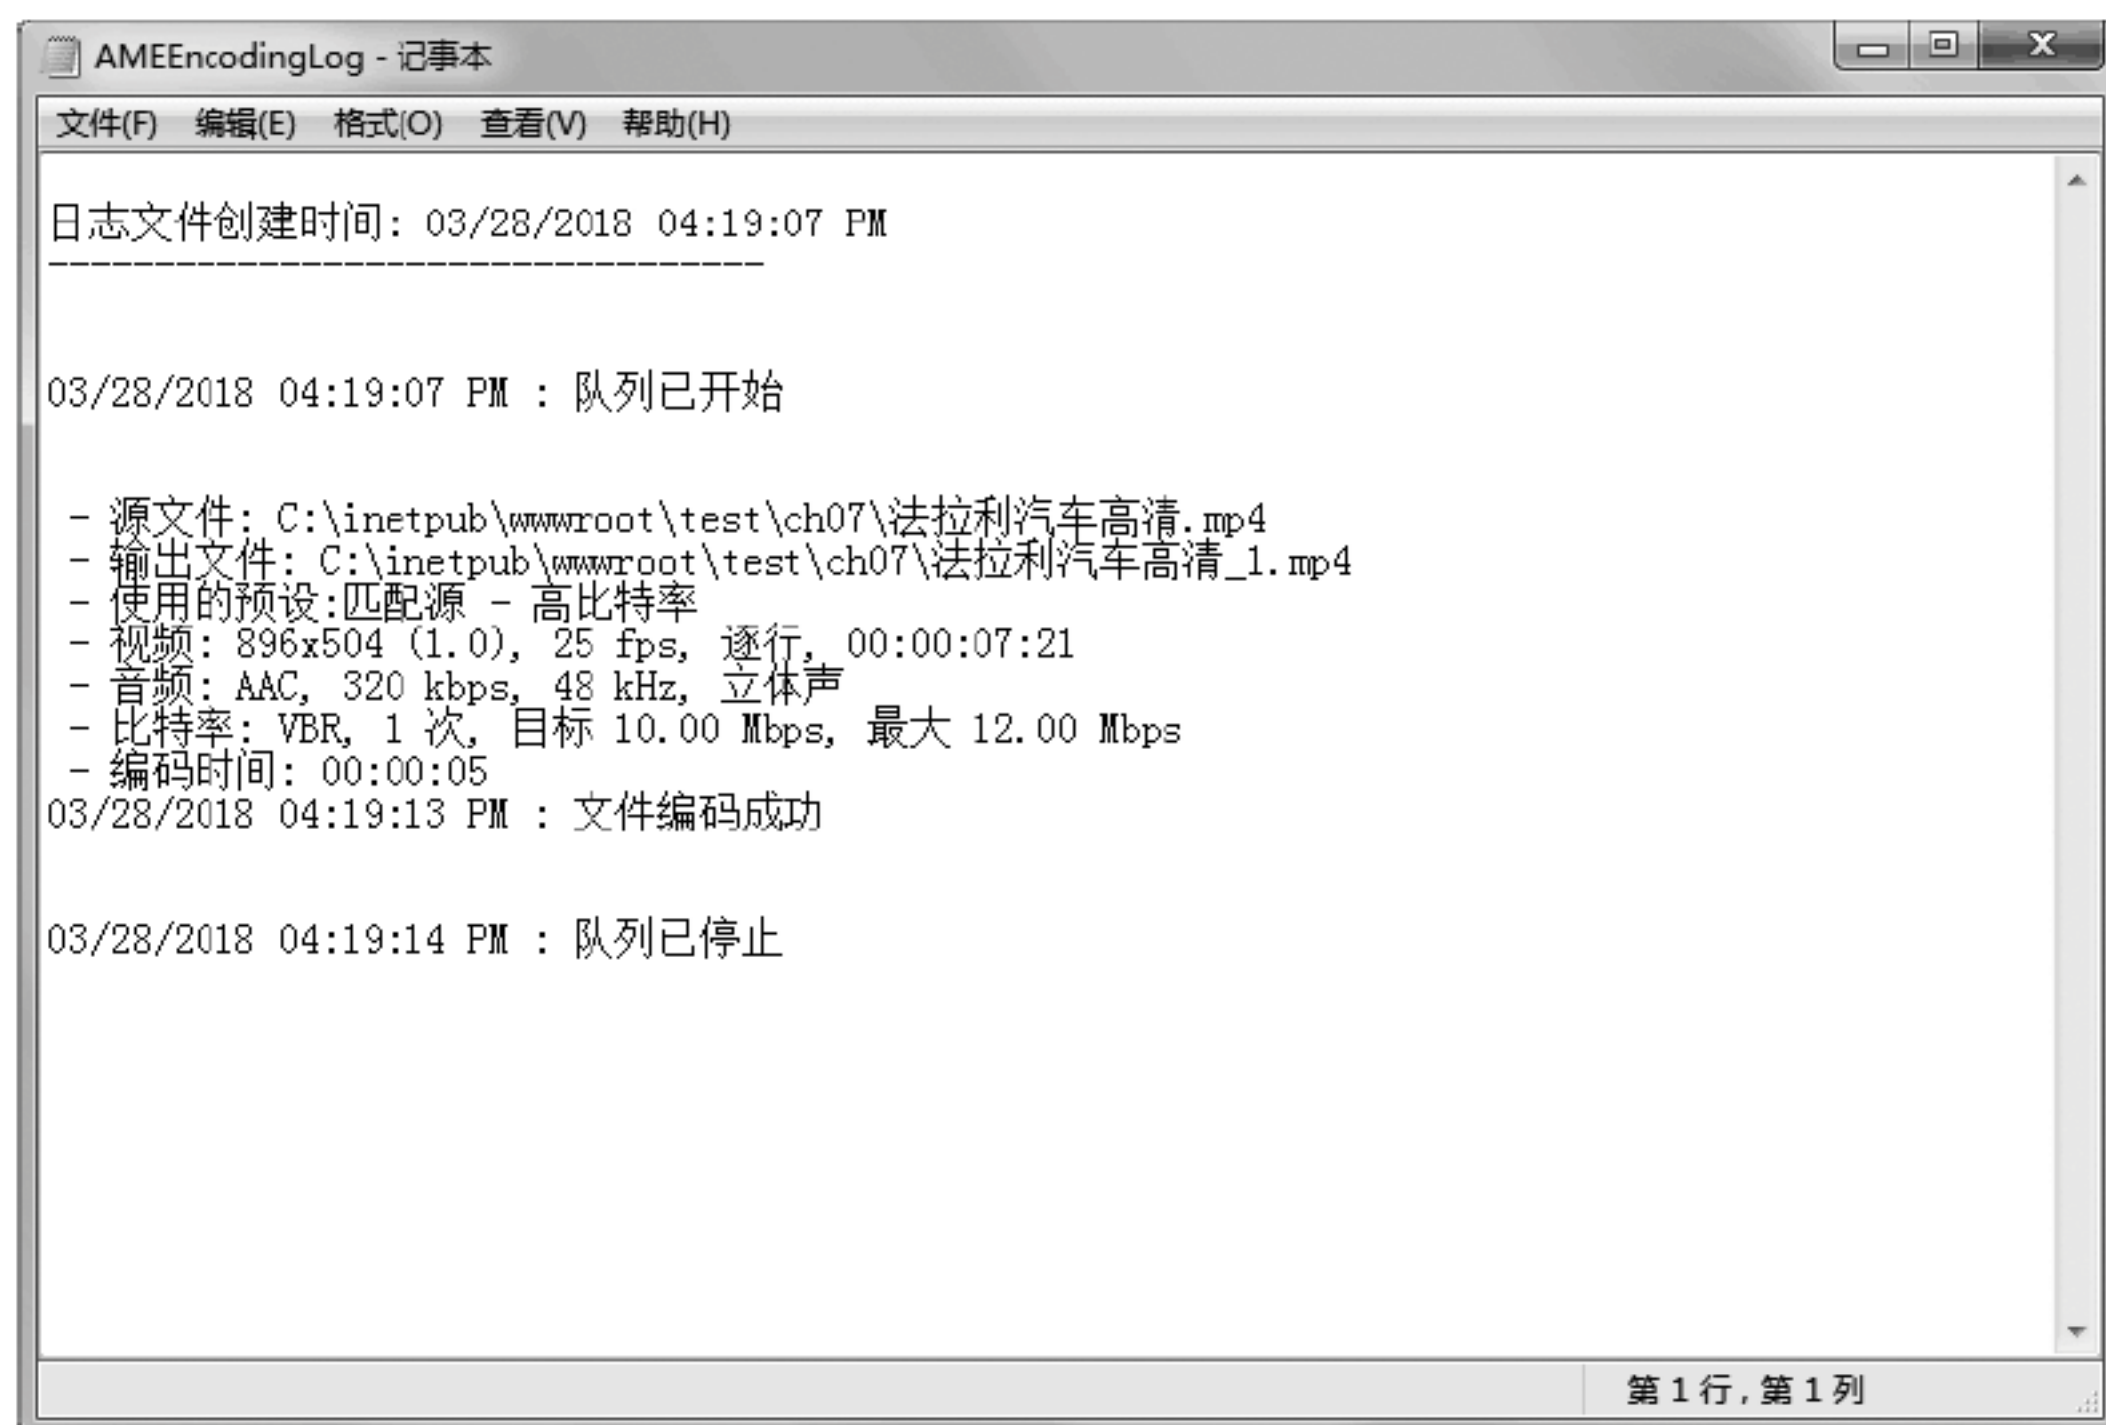 AMEEncodingLog - 记事本
文件(F) 编辑(E) 格式(O) 查看(V) 帮助(H)
日志文件创建时间: 03/28/2018 04:19:07 PM
----------------------------------
03/28/2018 04:19:07 PM : 队列已开始
- 源文件: C:\inetpub\wwwroot\test\ch07\法拉利汽车高清.mp4
- 输出文件: C:\inetpub\wwwroot\test\ch07\法拉利汽车高清_1.mp4
- 使用的预设:匹配源 - 高比特率
- 视频: 896x504 (1.0), 25 fps, 逐行, 00:00:07:21
- 音频: AAC, 320 kbps, 48 kHz, 立体声
- 比特率: VBR, 1 次, 目标 10.00 Mbps, 最大 12.00 Mbps
- 编码时间: 00:00:05
03/28/2018 04:19:13 PM : 文件编码成功
03/28/2018 04:19:14 PM : 队列已停止
第 1 行, 第 1 列